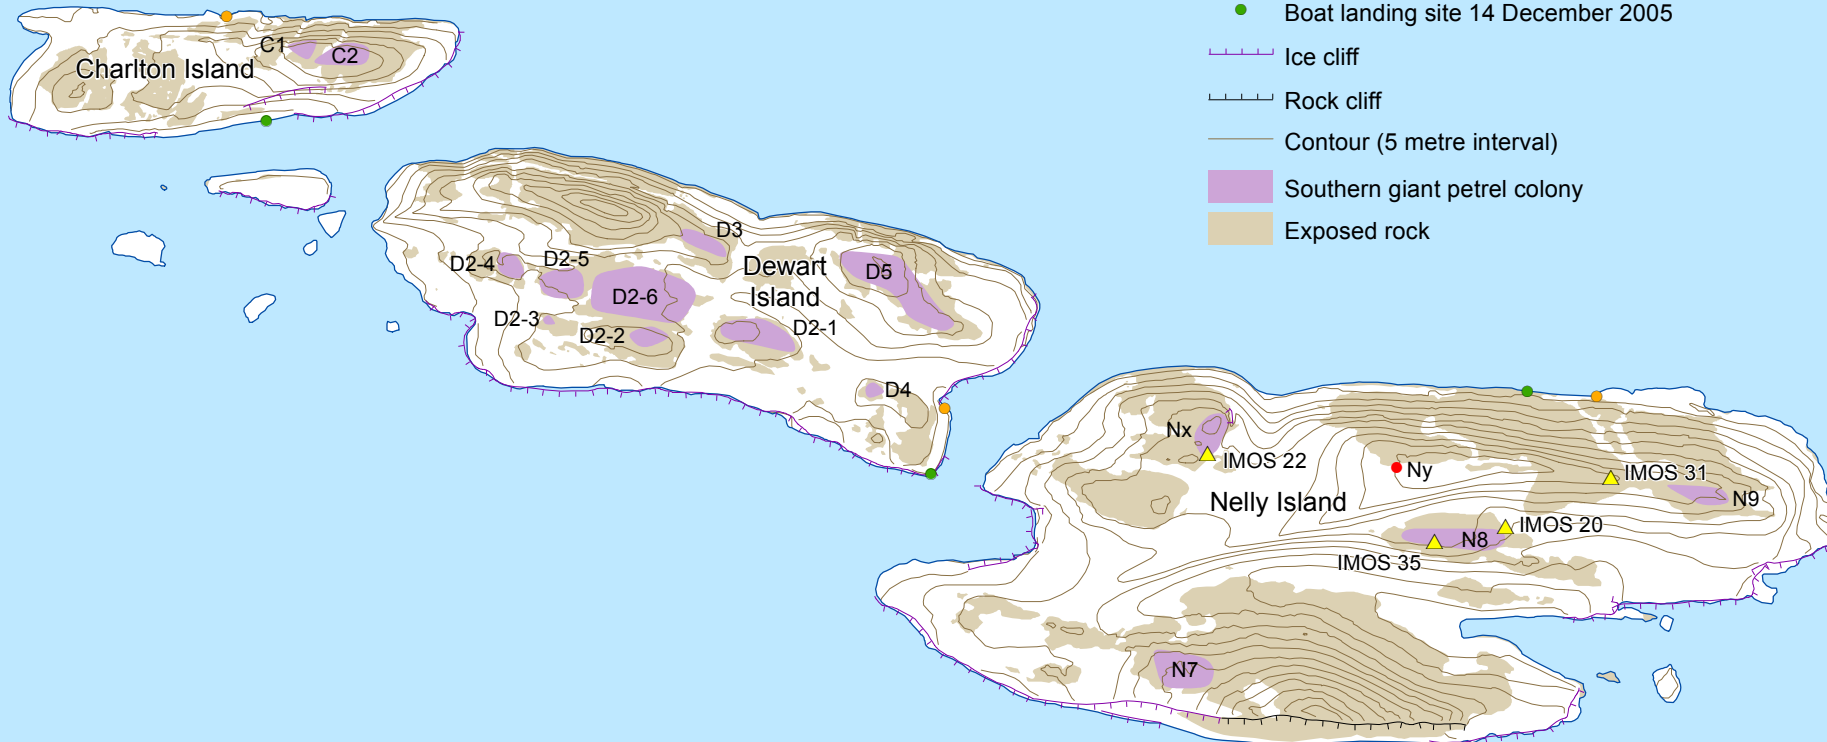 Boat landing site 14 December 2005
Ice cliff
Rock cliff
Contour (5 metre interval)
Southern giant petrel colony
Exposed rock
C1
C2
Charlton Island
D3
D2-4
D2-5
Dewart
Island
D5
D2-6
D2-3
D2-2
D2-1
D4
Nx
IMOS 22
Ny
IMOS 31
Nelly Island
N9
IMOS 20
N8
IMOS 35
N7